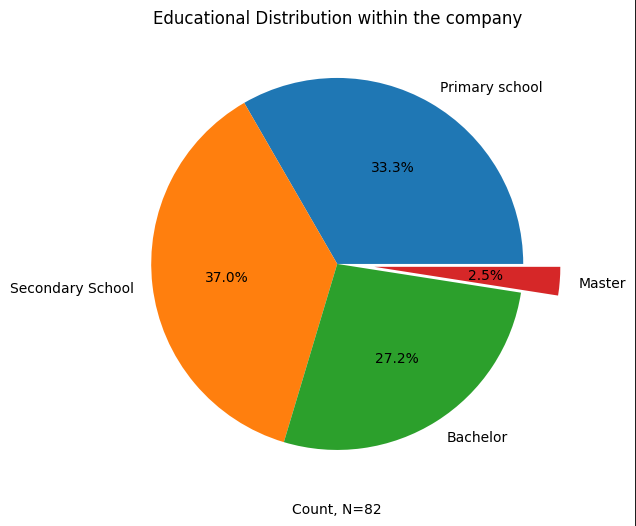 Educational Distribution within the company
Primary school
33.3%
37.0%
2.5%
Secondary School
Master
27.2%
Bachelor
Count, N=82